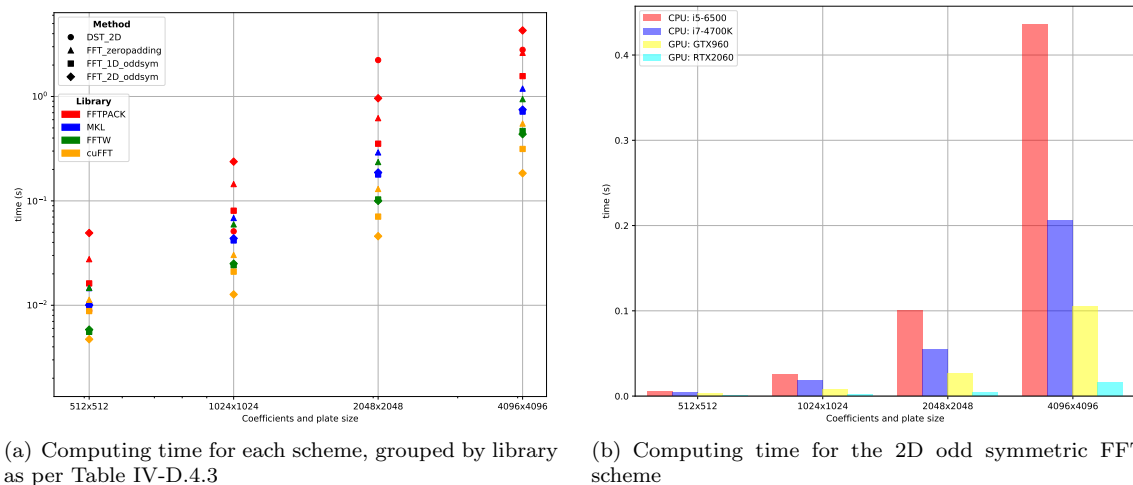 Method
DST_2D
FFT_zeropadding
FFT_1D_oddsym
FFT_2D_oddsym
Library
FFTPACK
MKL
FFTW
cuFFT
time (s)
10^0
10^-1
10^-2
512x512
1024x1024
2048x2048
4096x4096
Coefficients and plate size
(a) Computing time for each scheme, grouped by library
as per Table IV-D.4.3
CPU: i5-6500
CPU: i7-4700K
GPU: GTX960
GPU: RTX2060
time (s)
0.4
0.3
0.2
0.1
0.0
512x512
1024x1024
2048x2048
4096x4096
Coefficients and plate size
(b) Computing time for the 2D odd symmetric FFT
scheme